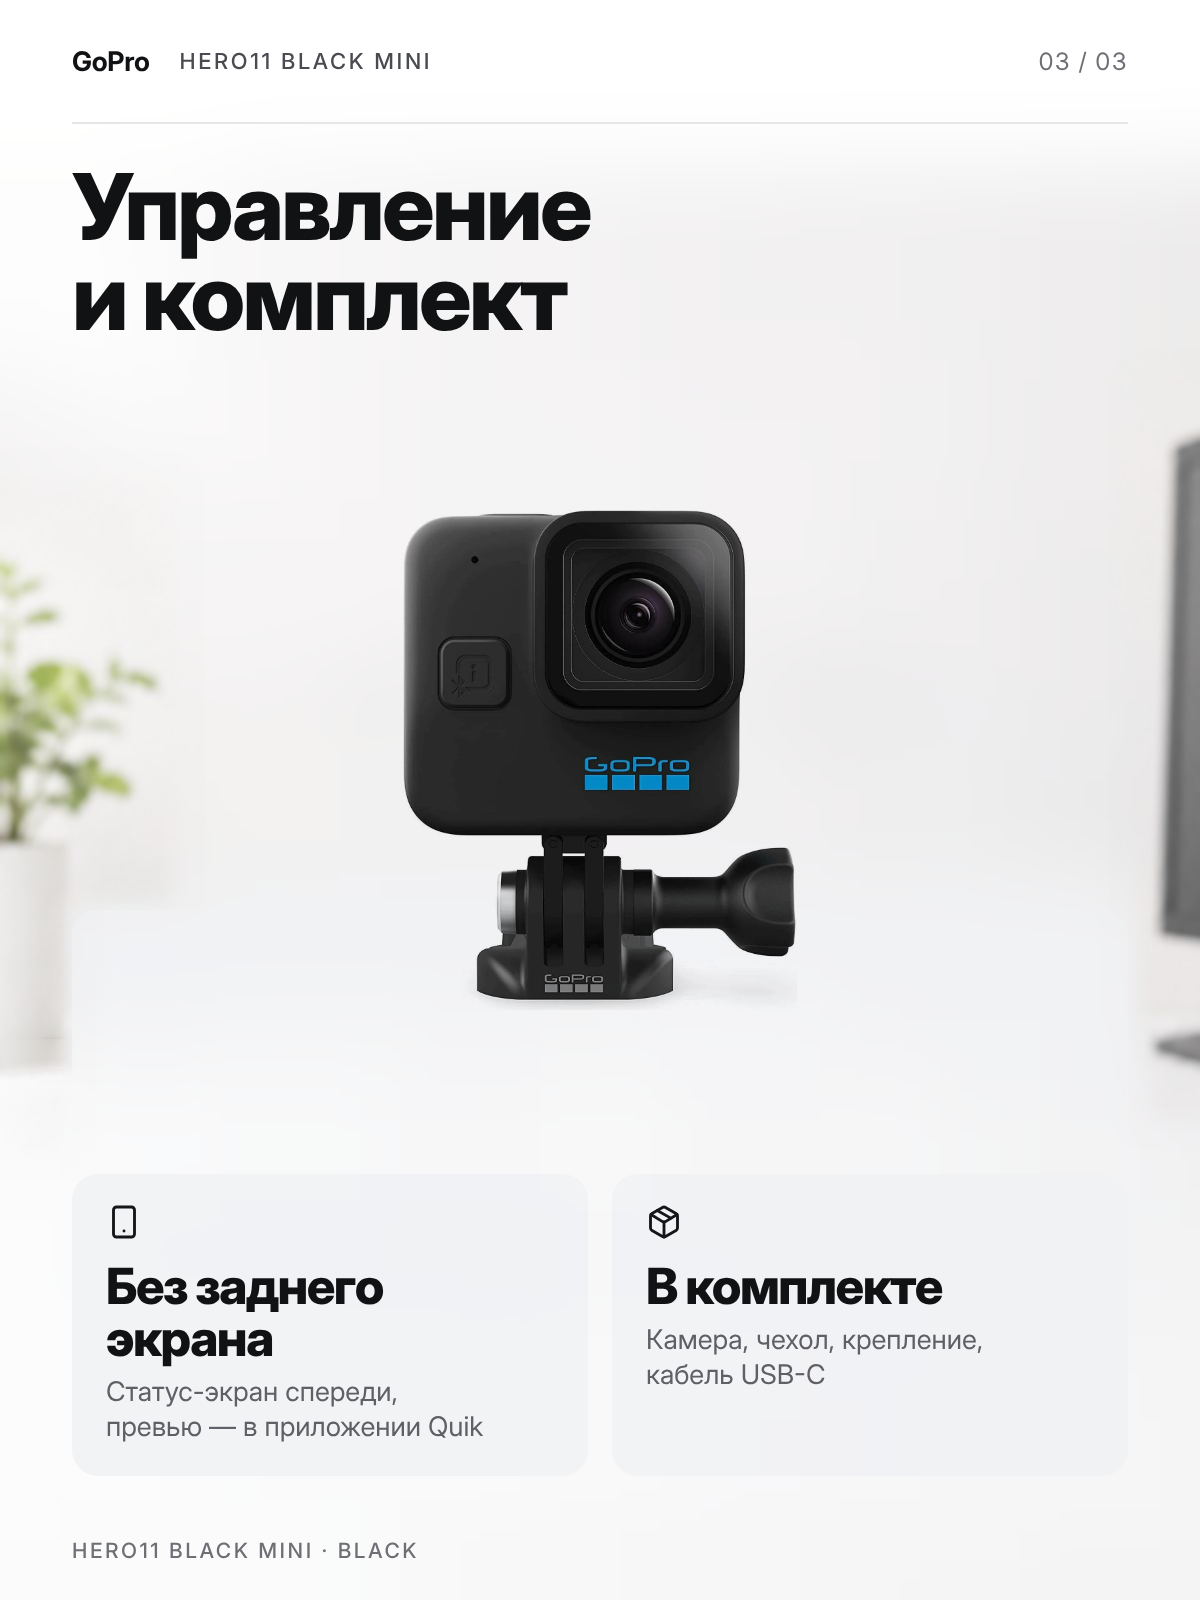 GoPro HERO11 BLACK MINI 03 / 03
Управление
и комплект
GoPro
GoPro
Без заднего
экрана
Статус-экран спереди,
превью — в приложении Quik
В комплекте
Камера, чехол, крепление,
кабель USB-C
HERO11 BLACK MINI · BLACK